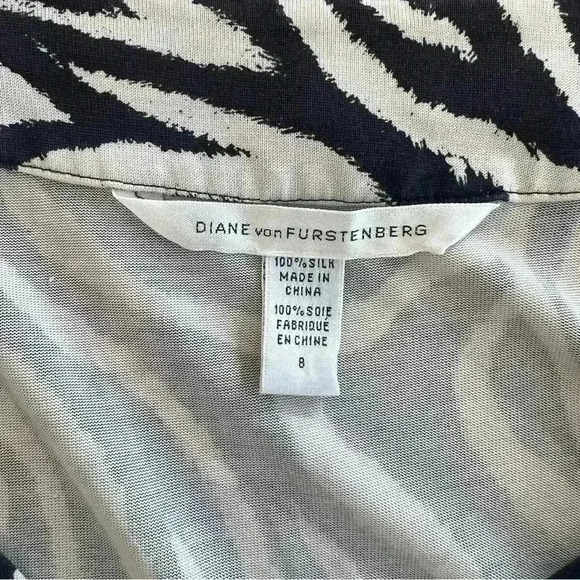 DIANE von FURSTENBERG
100% SILK
MADE IN
CHINA
100% SOIE
FABRIQUÉ
EN CHINE
8